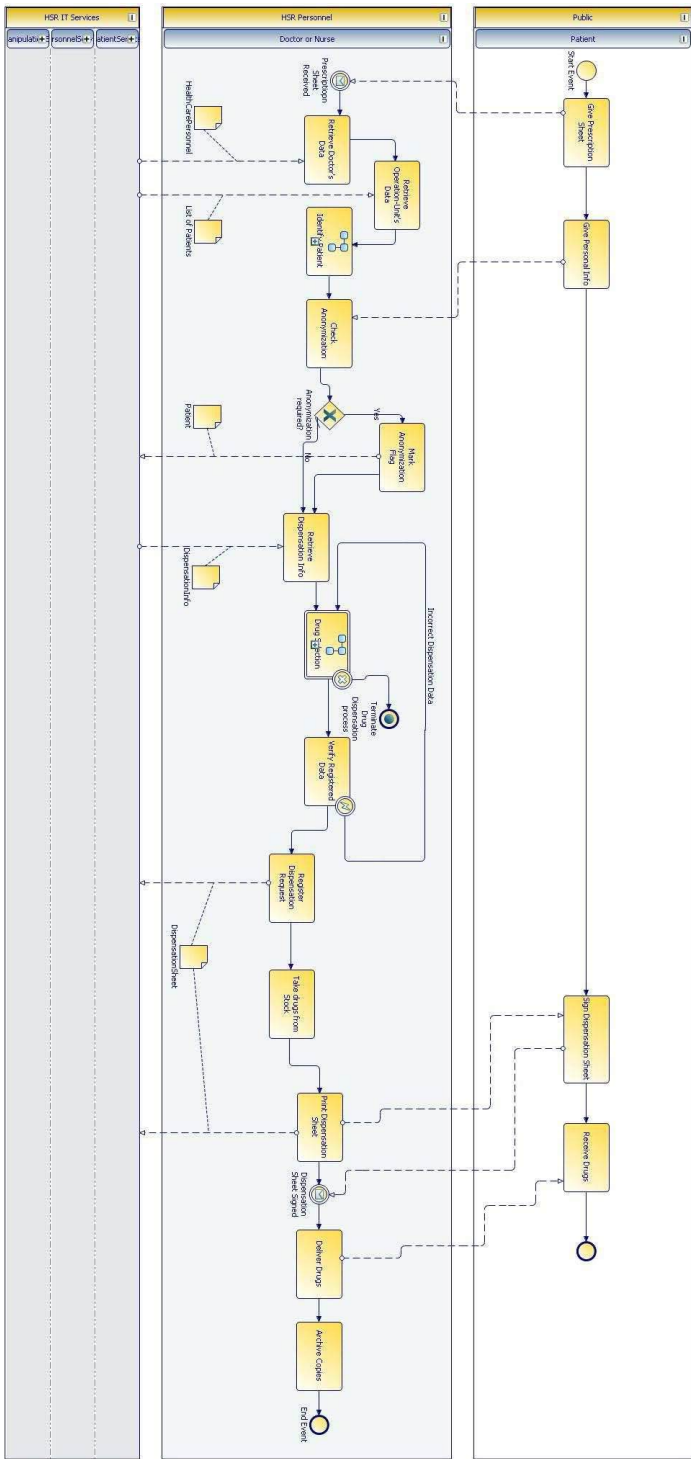 Public
Patient
Start Event
Give Prescription
Sheet
Give Personal Info
Sign Dispensation Sheet
Receive Drugs
HSR Personnel
Doctor or Nurse
Prescription
Sheet
Received
Retrieve Doctor's
Data
Retrieve
Operation-Unit's
Data
Identify Patient
Check
Anonymization
Anonymization
required?
Yes
No
Mark
Anonymization
Flag
Retrieve
Dispensation Info
Drug Selection
Incorrect Dispensation Data
Terminate
Drug
Dispensation
process
Verify Registered
Data
Register
Dispensation
Request
Take drugs from
Stock
Print Dispensation
Sheet
Dispensation
Sheet Signed
Deliver Drugs
Archive Copies
End Event
HealthCarePersonnel
List of Patients
Patient
DispensationInfo
DispensationSheet
HSR IT Services
atientSer
rsonnelS
anipulati